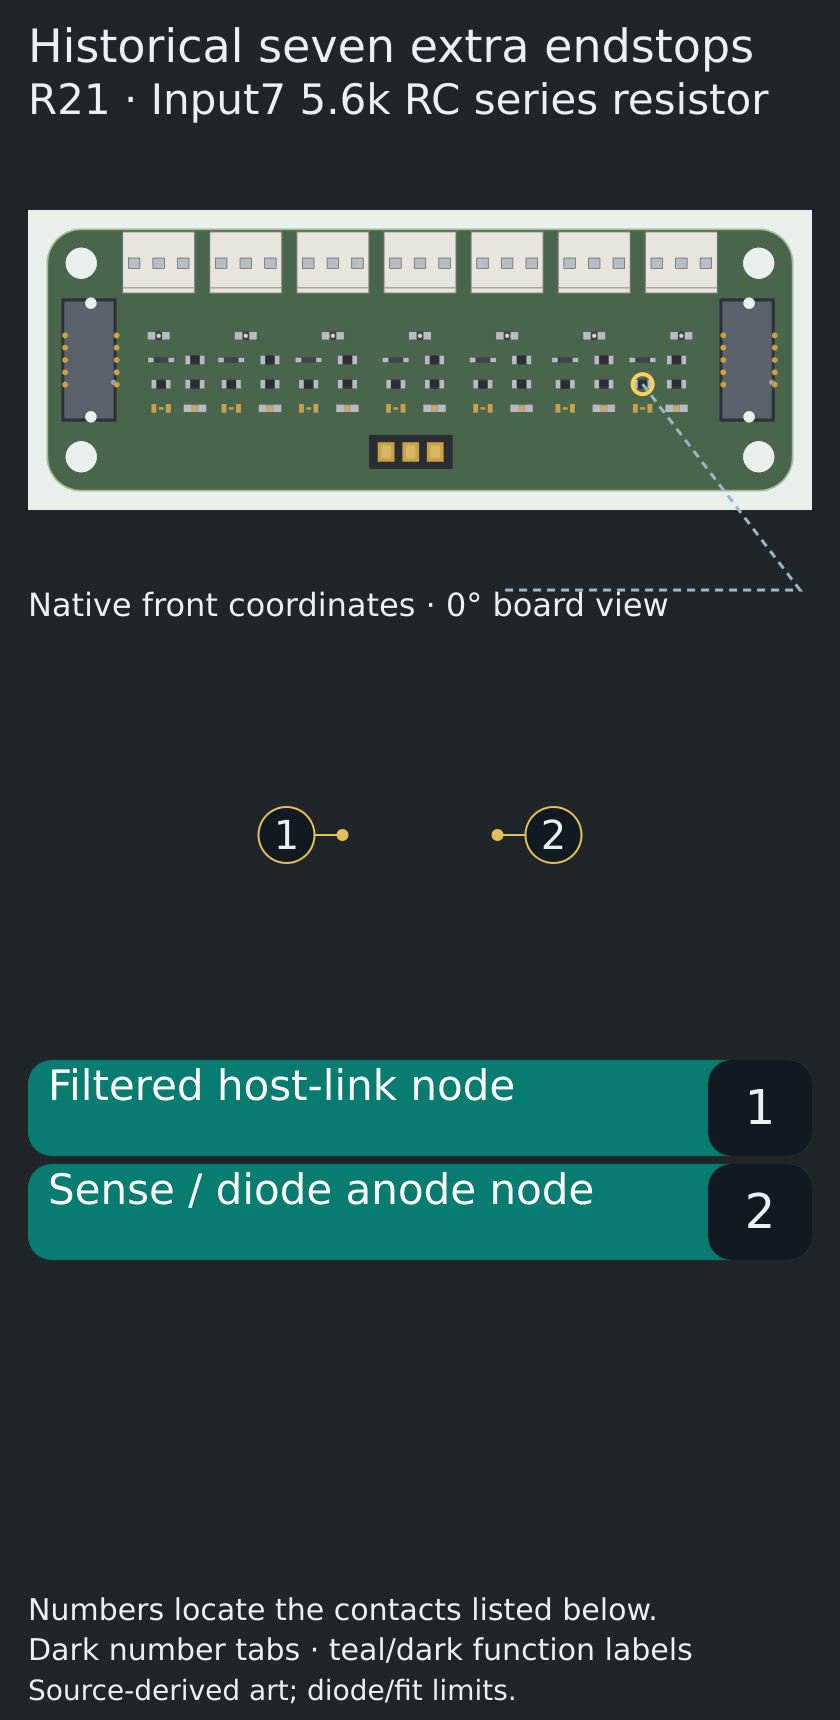 Historical seven extra endstops
R21 · Input7 5.6k RC series resistor
Native front coordinates · 0° board view
1
2
Filtered host-link node
1
Sense / diode anode node
2
Numbers locate the contacts listed below.
Dark number tabs · teal/dark function labels
Source-derived art; diode/fit limits.